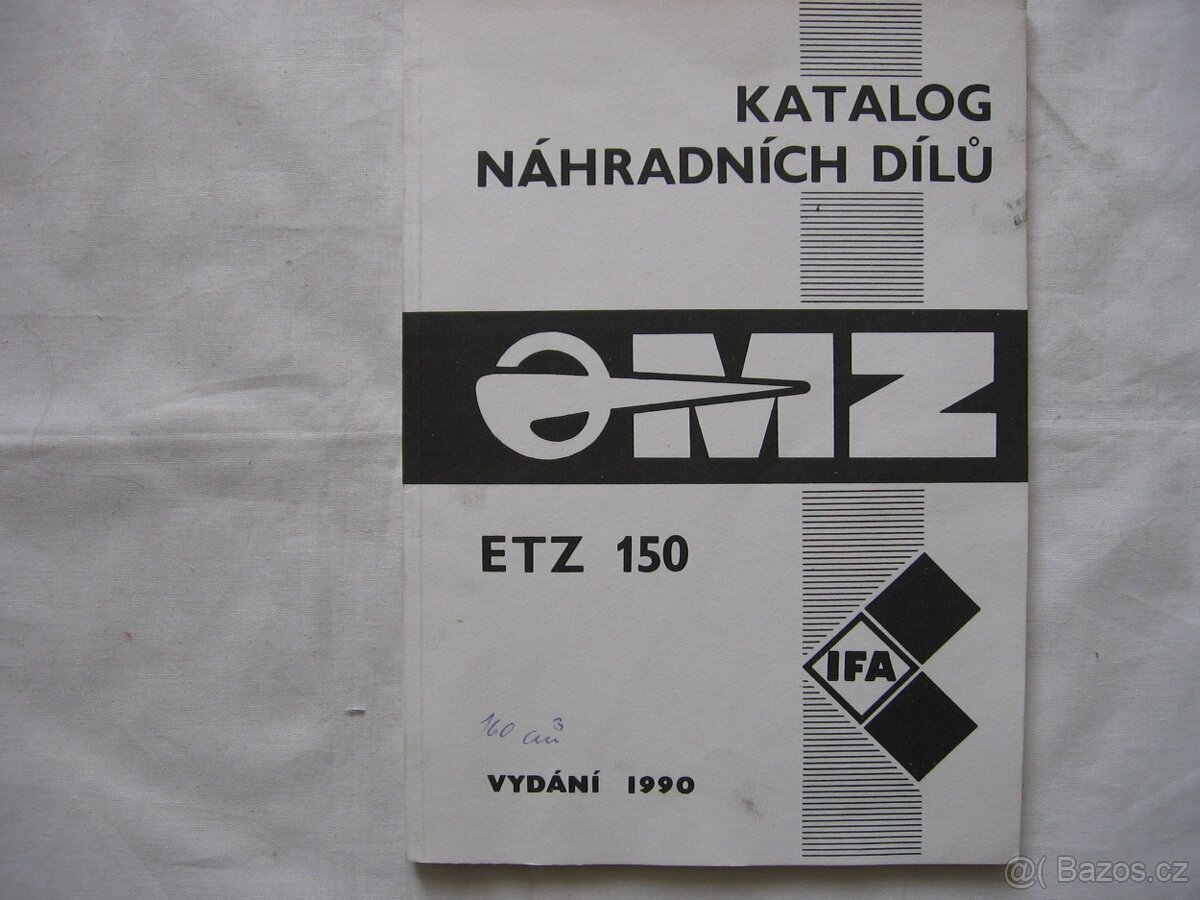 KATALOG
NÁHRADNÍCH DÍLŮ
MZ
ETZ 150
IFA
160 cm³
VYDÁNÍ 1990
@( Bazos.cz